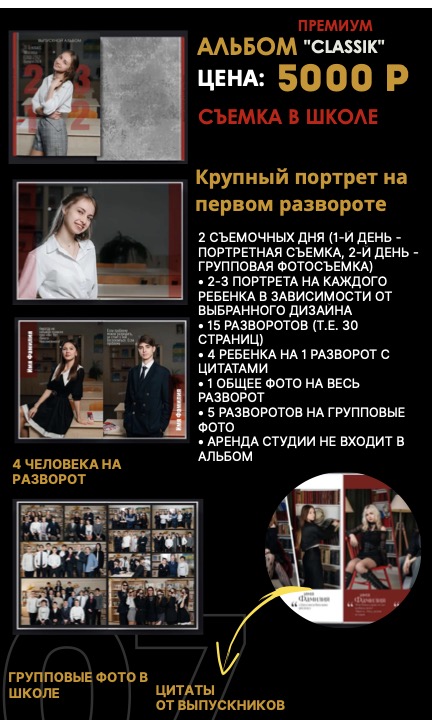 ПРЕМИУМ
АЛЬБОМ "CLASSIK"
ЦЕНА: 5000 Р
СЪЕМКА В ШКОЛЕ
Крупный портрет на
первом развороте
2 СЪЕМОЧНЫХ ДНЯ (1-Й ДЕНЬ -
ПОРТРЕТНАЯ СЪЕМКА, 2-Й ДЕНЬ -
ГРУППОВАЯ ФОТОСЪЕМКА)
• 2-3 ПОРТРЕТА НА КАЖДОГО
РЕБЕНКА В ЗАВИСИМОСТИ ОТ
ВЫБРАННОГО ДИЗАЙНА
• 15 РАЗВОРОТОВ (Т.Е. 30
СТРАНИЦ)
• 4 РЕБЕНКА НА 1 РАЗВОРОТ С
ЦИТАТАМИ
• 1 ОБЩЕЕ ФОТО НА ВЕСЬ
РАЗВОРОТ
• 5 РАЗВОРОТОВ НА ГРУППОВЫЕ
ФОТО
• АРЕНДА СТУДИИ НЕ ВХОДИТ В
АЛЬБОМ
Имя Фамилия
Имя Фамилия
4 ЧЕЛОВЕКА НА
РАЗВОРОТ
Фамилия
Фамилия
07
ГРУППОВЫЕ ФОТО В
ШКОЛЕ
ЦИТАТЫ
ОТ ВЫПУСКНИКОВ